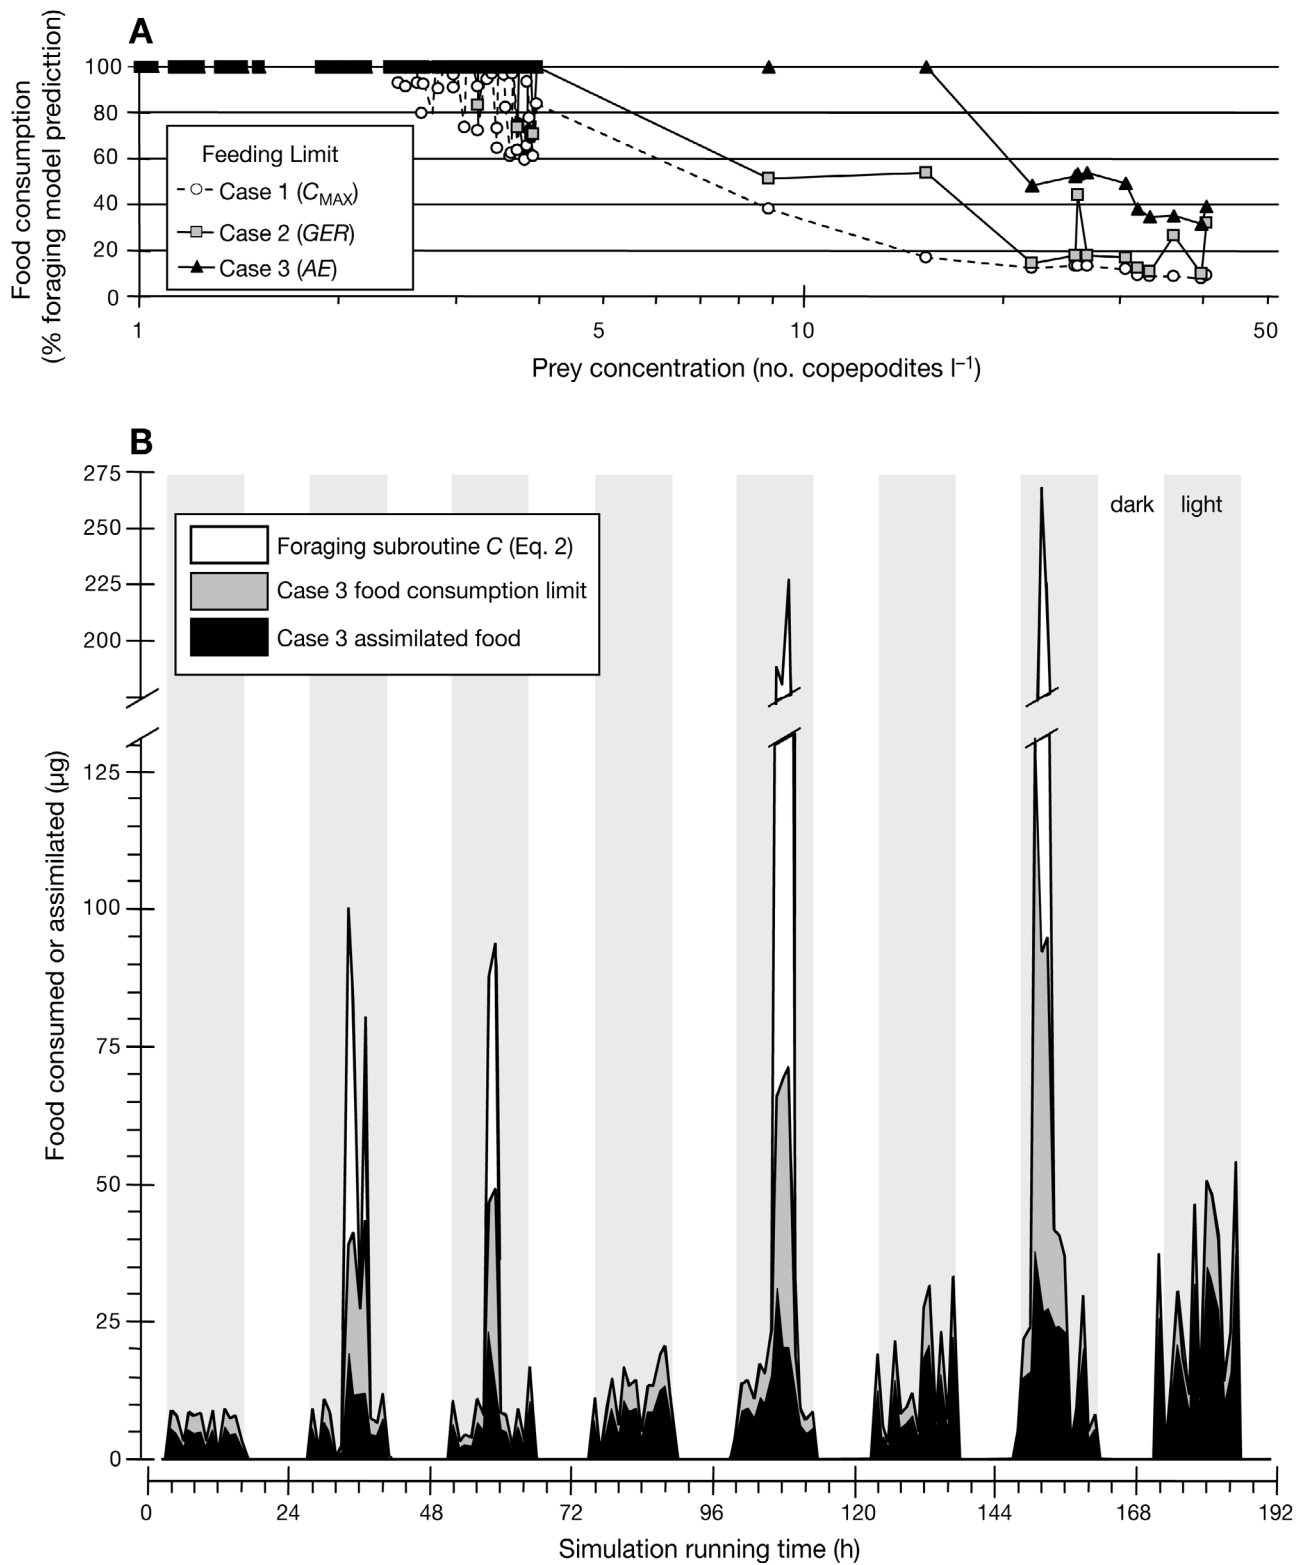 A
Food consumption
(% foraging model predicttion)
100
80
60
40
20
0
Feeding Limit
Case 1 (CMAX)
Case 2 (GER)
Case 3 (AE)
1
5
10
50
Prey concentration (no. copepodites l–1)
B
275
250
225
200
125
100
75
50
25
0
Food consumed or assimilated (µg)
Foraging subroutine C (Eq. 2)
Case 3 food consumption limit
Case 3 assimilated food
dark light
0 24 48 72 96 120 144 168 192
Simulation running time (h)